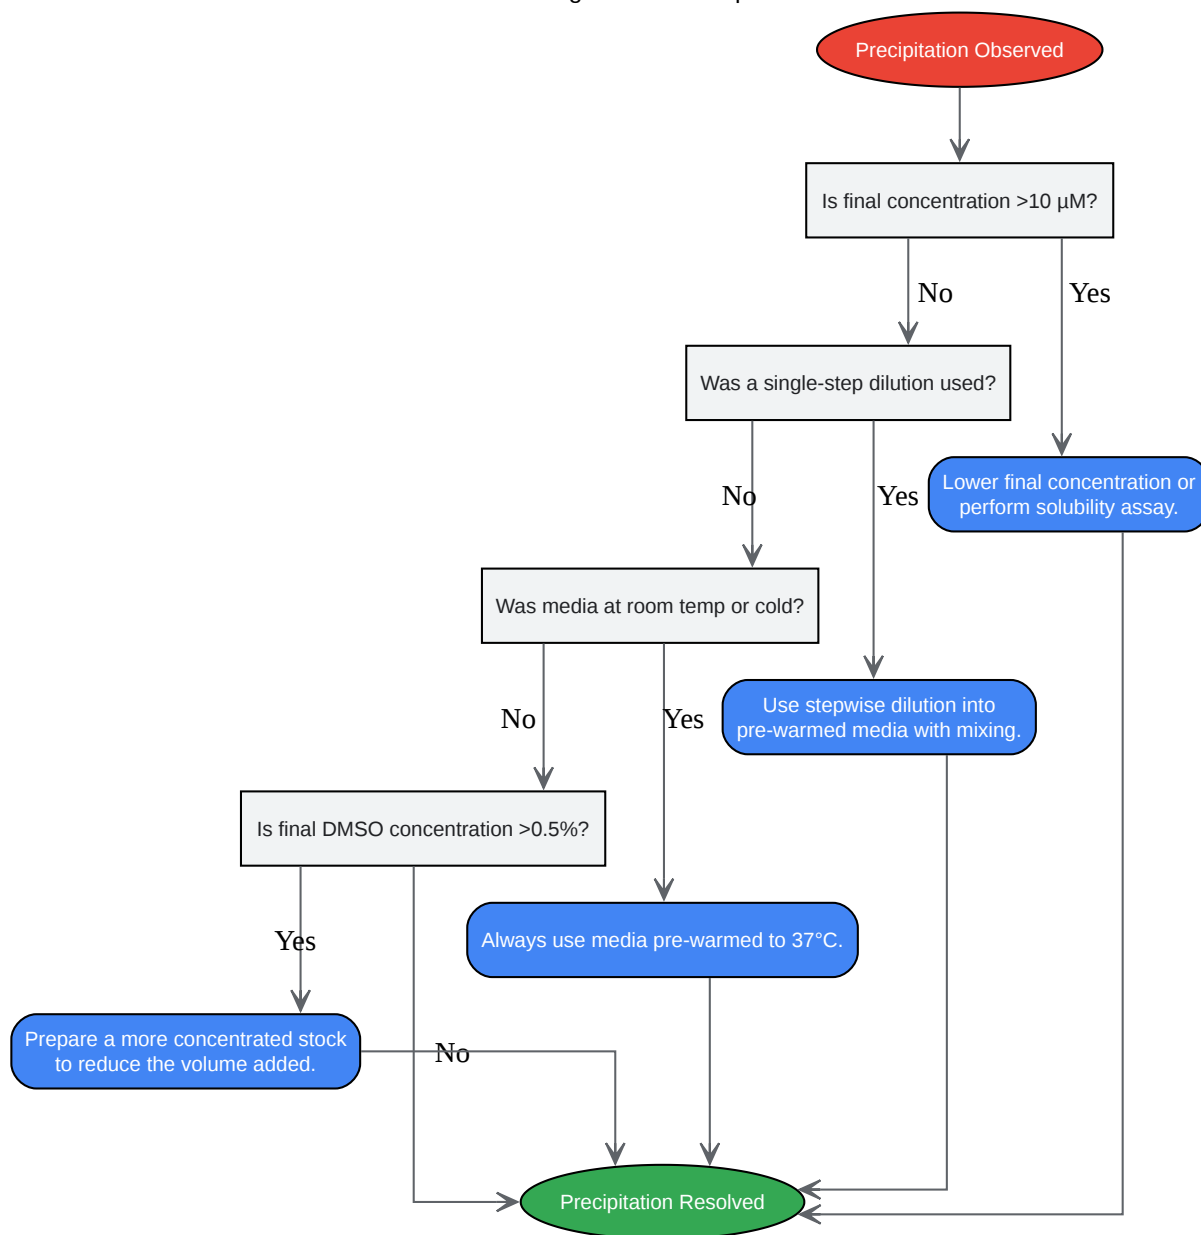 Precipitation Observed
Is final concentration >10 µM?
No
Yes
Was a single-step dilution used?
No
Yes
Lower final concentration or
perform solubility assay.
Was media at room temp or cold?
No
Yes
Use stepwise dilution into
pre-warmed media with mixing.
Is final DMSO concentration >0.5%?
Yes
Always use media pre-warmed to 37°C.
Prepare a more concentrated stock
to reduce the volume added.
No
Precipitation Resolved